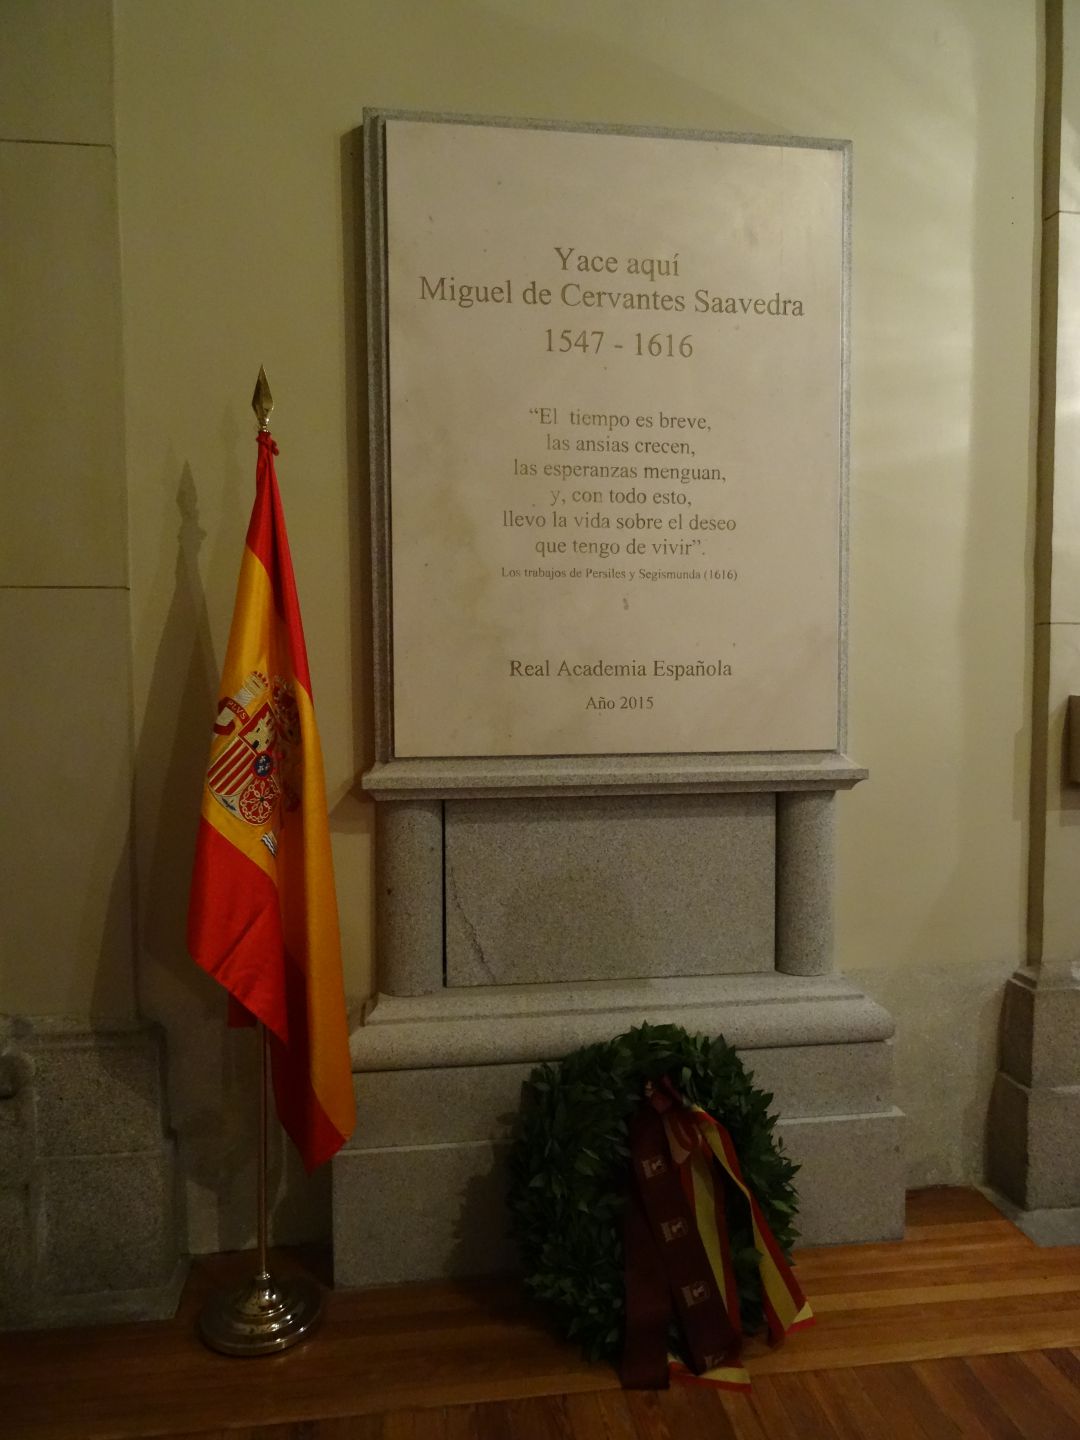 Yace aquí
Miguel de Cervantes Saavedra
1547 - 1616
“El tiempo es breve,
las ansias crecen,
las esperanzas menguan,
y, con todo esto,
llevo la vida sobre el deseo
que tengo de vivir”.
Los trabajos de Persiles y Segismunda (1616)
Real Academia Española
Año 2015
PLVS